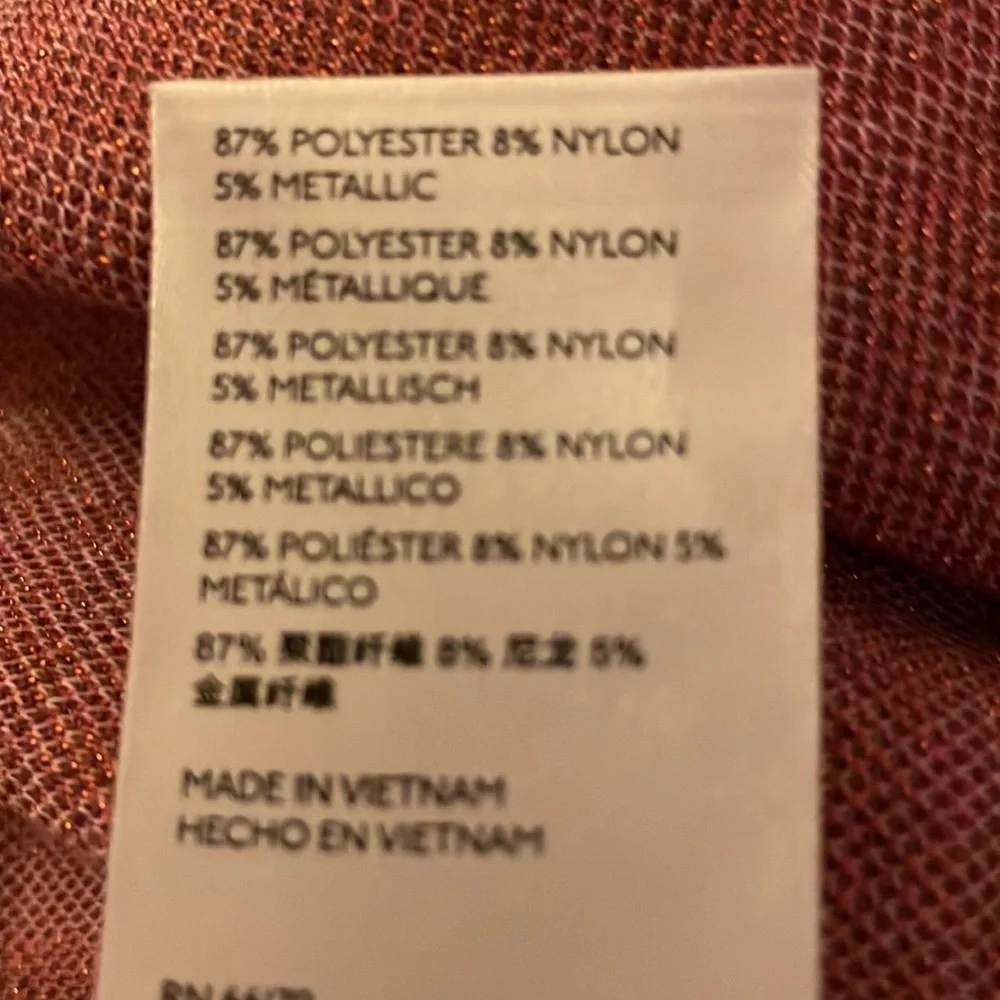 87% POLYESTER 8% NYLON
5% METALLIC
87% POLYESTER 8% NYLON
5% MÉTALLIQUE
87% POLYESTER 8% NYLON
5% METALLISCH
87% POLIESTERE 8% NYLON
5% METALLICO
87% POLIÉSTER 8% NYLON 5%
METÁLICO
87% 聚酯纤维 8% 尼龙 5%
金属纤维
MADE IN VIETNAM
HECHO EN VIETNAM
RN